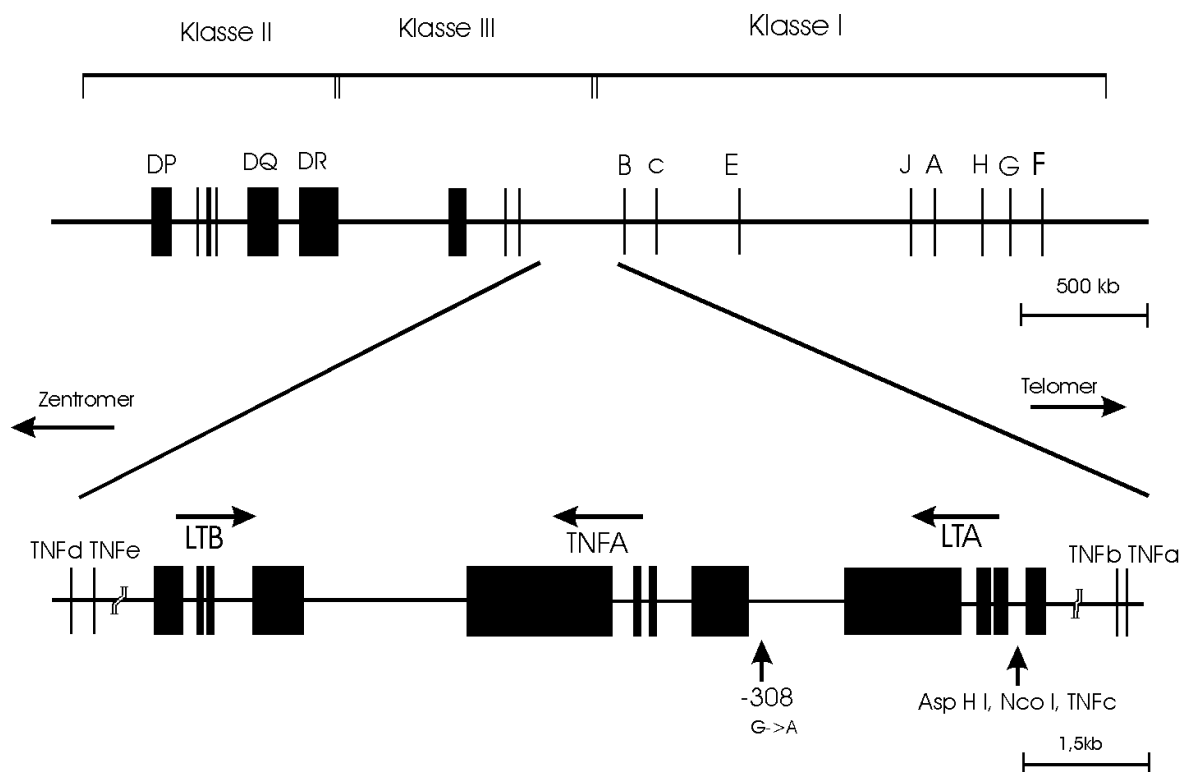 Klasse II Klasse III Klasse I
DP DQ DR B c E J A H G F
500 kb
Zentromer Telomer
LTB TNFA LTA
TNFd TNFe TNFb TNFa
-308 Asp H I, Nco I, TNFc
G->A
1,5kb